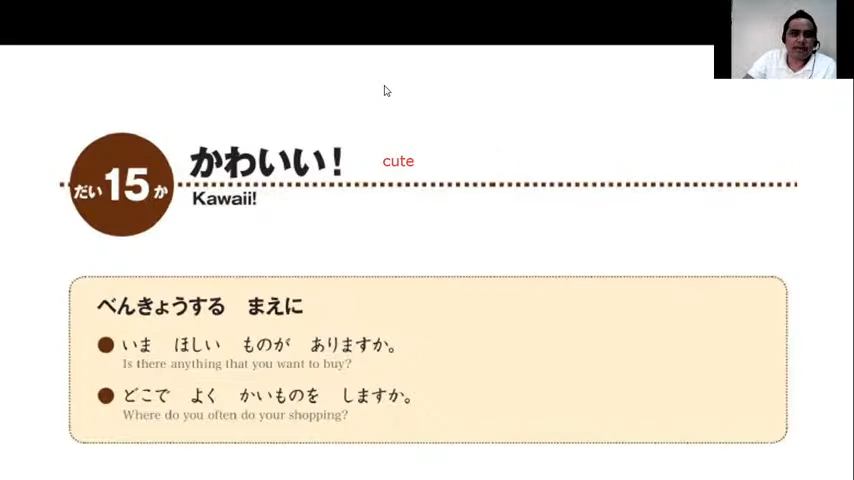 だい 15 か
かわいい！
cute
Kawaii!
べんきょうする まえに
● いま ほしい ものが ありますか。
Is there anything that you want to buy?
● どこで よく かいものを しますか。
Where do you often do your shopping?